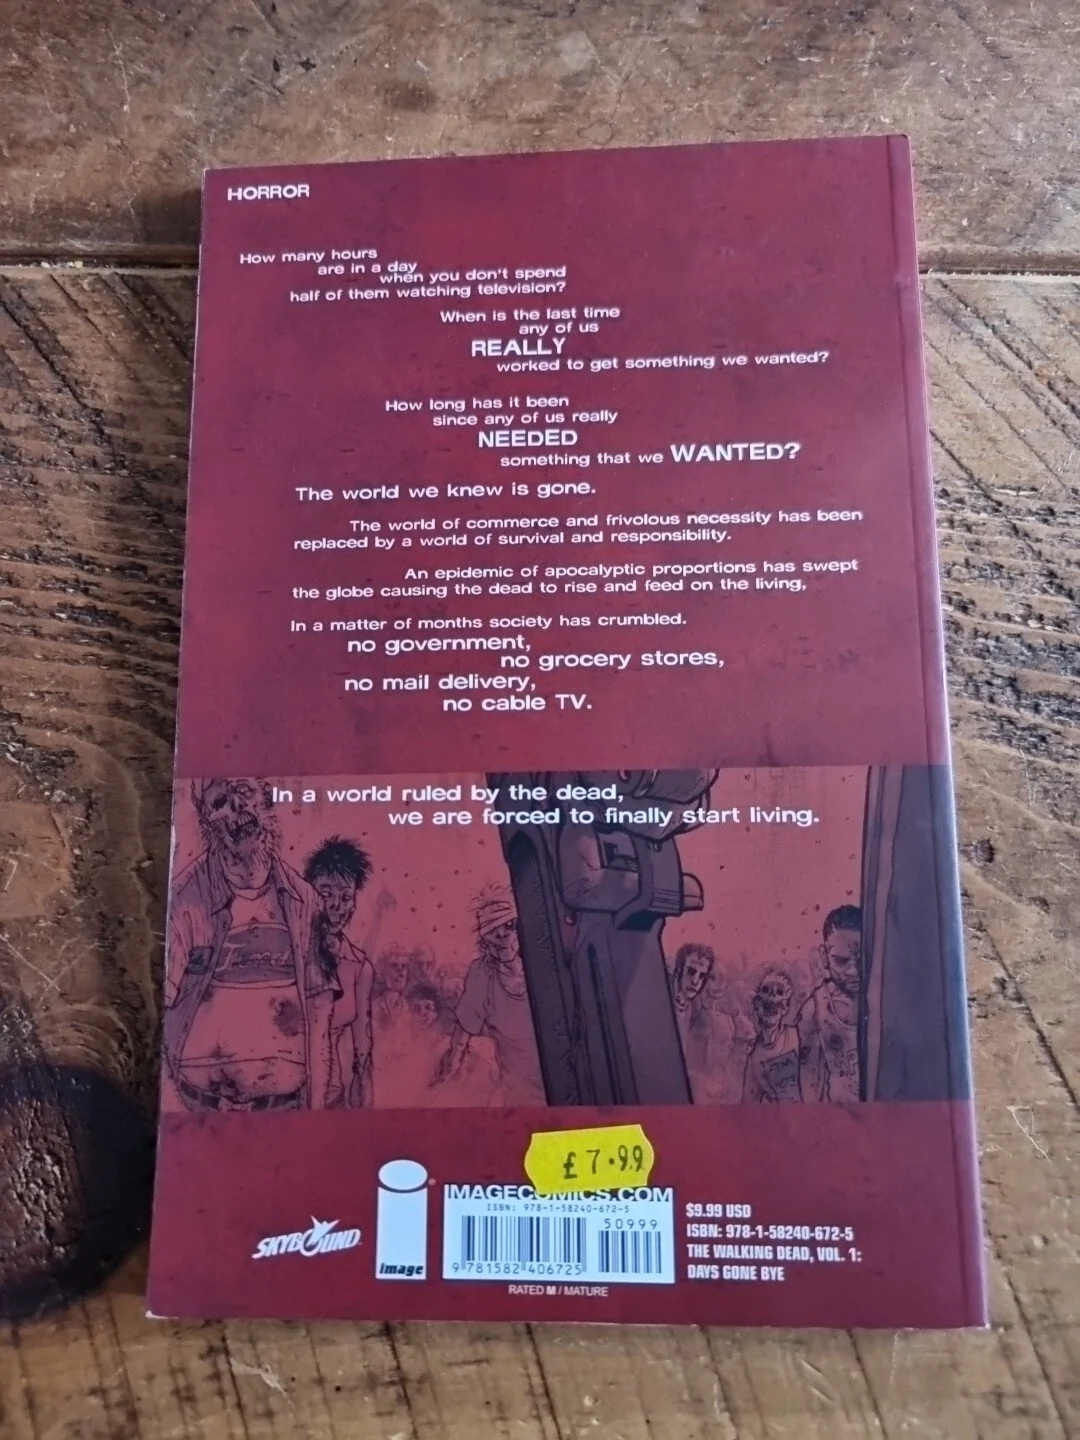 HORROR
How many hours
are in a day
when you don't spend
half of them watching television?
When is the last time
any of us
REALLY
worked to get something we wanted?
How long has it been
since any of us really
NEEDED
something that we WANTED?
The world we knew is gone.
The world of commerce and frivolous necessity has been
replaced by a world of survival and responsibility.
An epidemic of apocalyptic proportions has swept
the globe causing the dead to rise and feed on the living,
In a matter of months society has crumbled.
no government,
no grocery stores,
no mail delivery,
no cable TV.
In a world ruled by the dead,
we are forced to finally start living.
£7.99
SKYBOUND
image
IMAGECOMICS.COM
ISBN: 978-1-58240-672-5
50999
9 781582 406725
RATED M / MATURE
$9.99 USD
ISBN: 978-1-58240-672-5
THE WALKING DEAD, VOL. 1:
DAYS GONE BYE